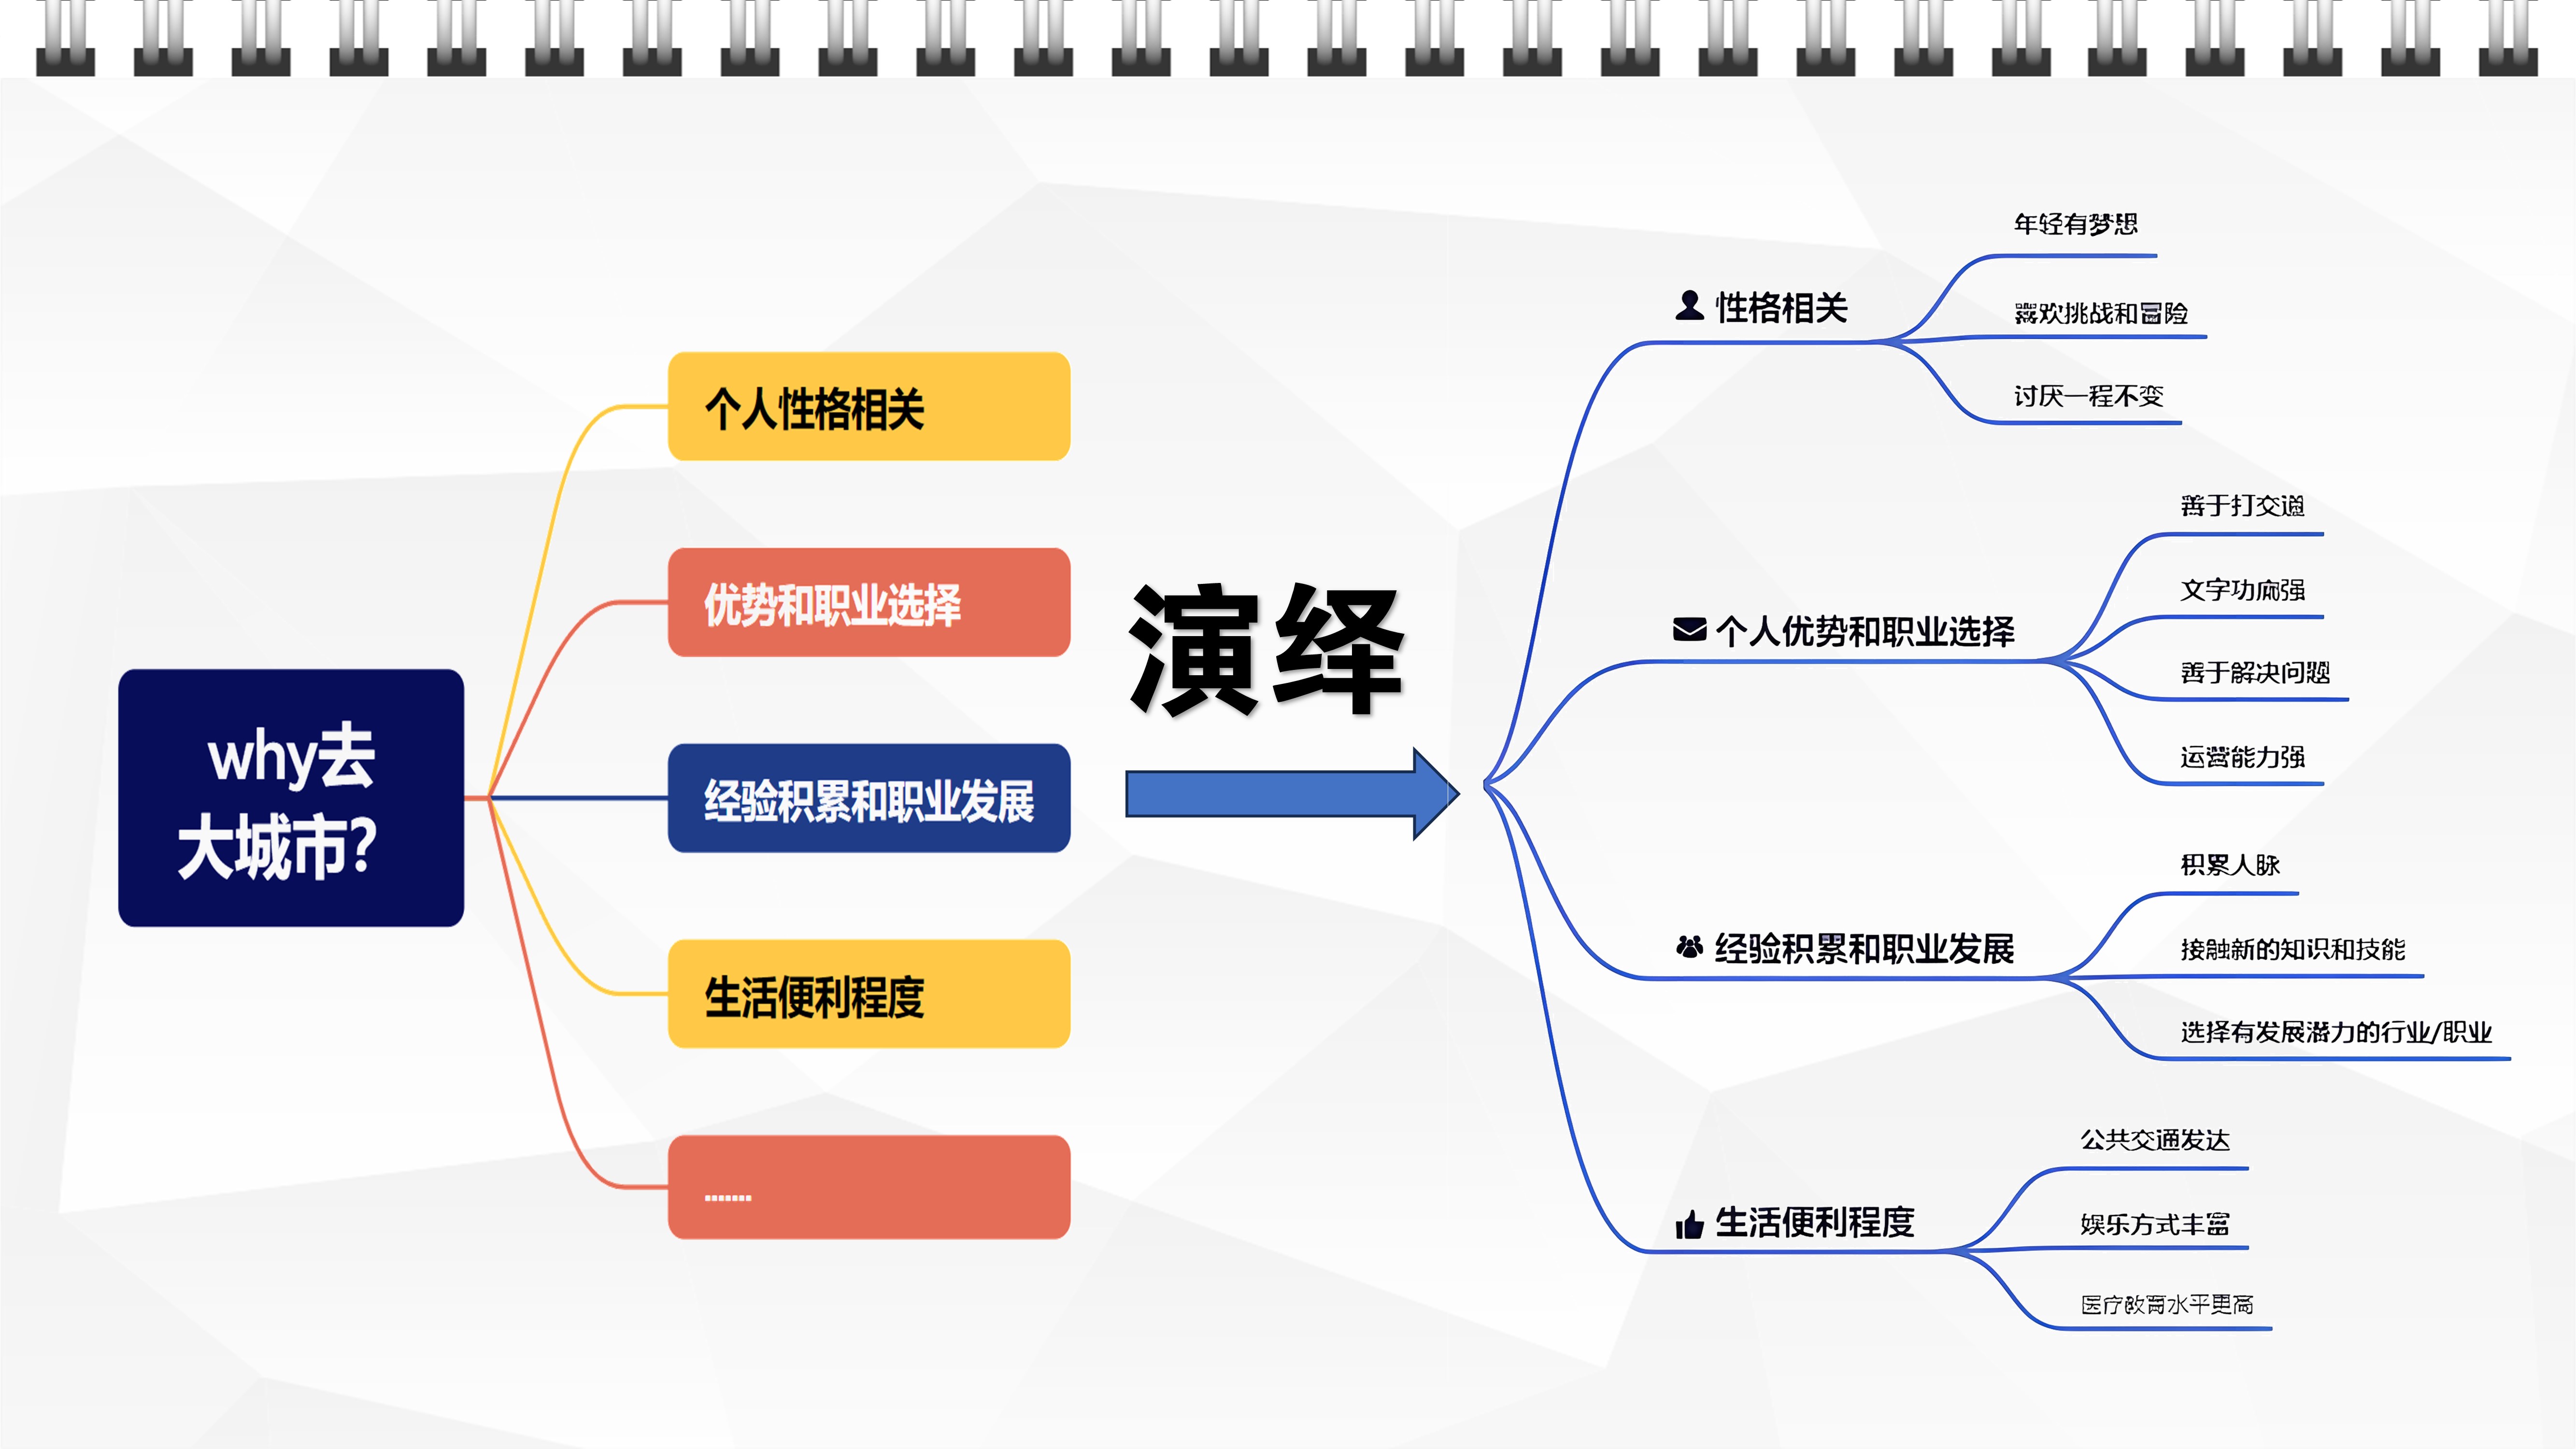 why去
大城市?
个人性格相关
优势和职业选择
经验积累和职业发展
生活便利程度
.......
演绎
性格相关
年轻有梦想
喜欢挑战和冒险
讨厌一程不变
个人优势和职业选择
善于打交道
文字功底强
善于解决问题
运营能力强
经验积累和职业发展
积累人脉
接触新的知识和技能
选择有发展潜力的行业/职业
生活便利程度
公共交通发达
娱乐方式丰富
医疗教育水平更高